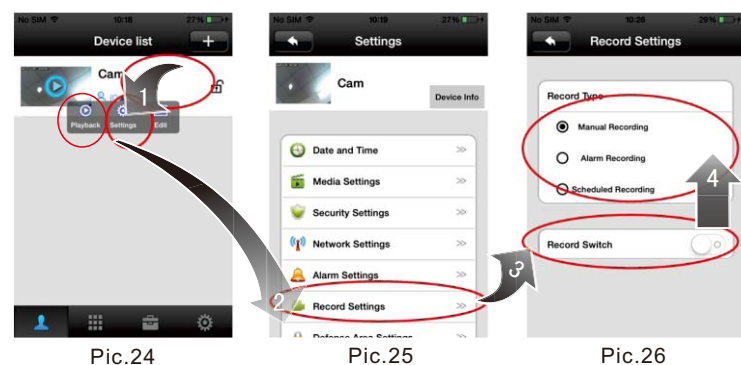 No SIM 10:18 27%
Device list +
Cam
1
Playback Settings Edit
Pic.24
No SIM 10:19 27%
Settings
Cam
Device Info
Date and Time
Media Settings
Security Settings
Network Settings
Alarm Settings
2 Record Settings
Defence Area Settings
3
Pic.25
No SIM 10:26 29%
Record Settings
Record Type
Manual Recording
Alarm Recording
Scheduled Recording
4
Record Switch
Pic.26